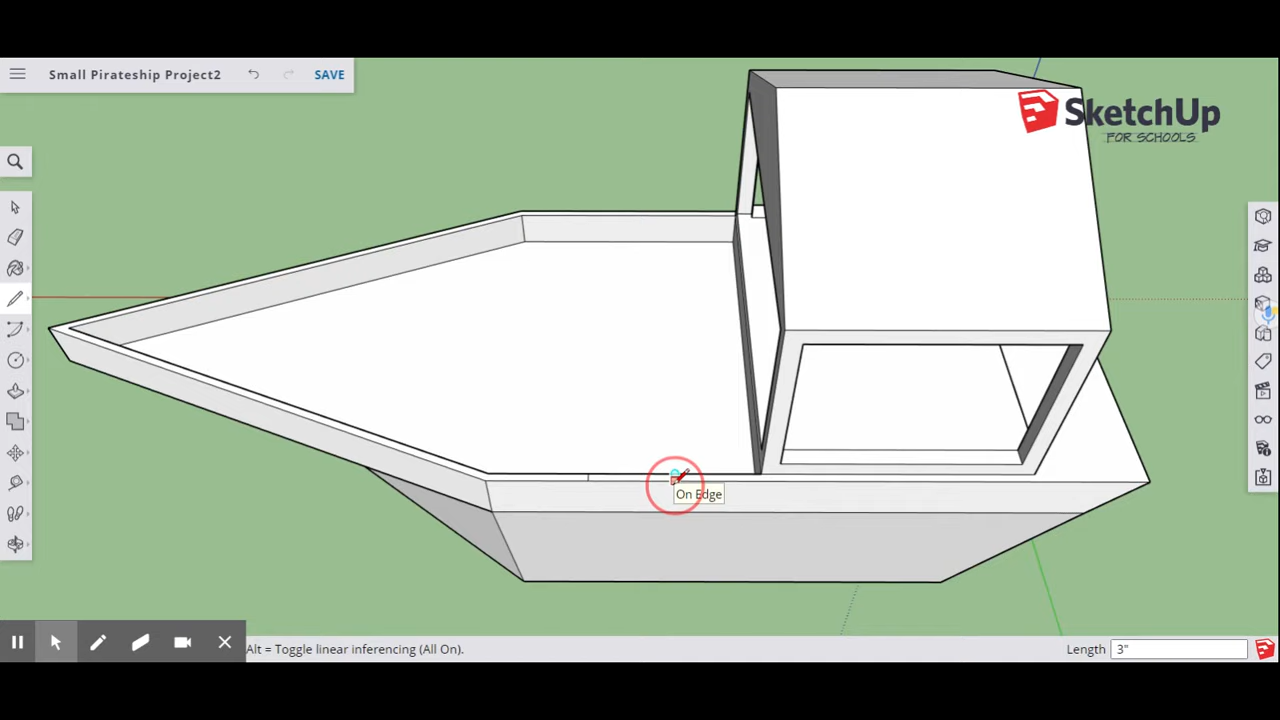 Small Pirateship Project2
SAVE
SketchUp
FOR SCHOOLS
On Edge
Alt = Toggle linear inferencing (All On).
Length
3"